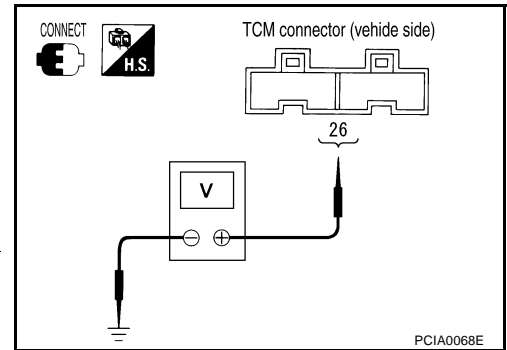 CONNECT
H.S.
TCM connector (vehide side)
26
V
− +
PCIA0068E